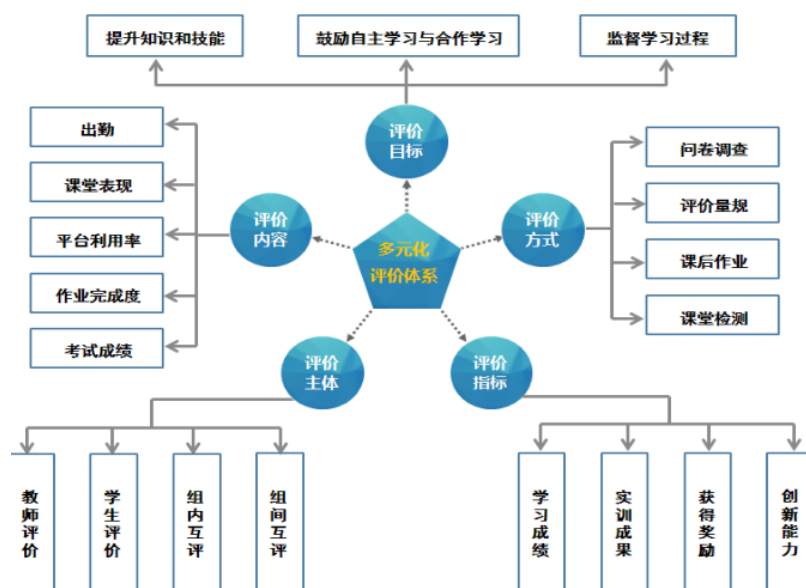 提升知识和技能
鼓励自主学习与合作学习
监督学习过程
评价
目标
出勤
课堂表现
平台利用率
作业完成度
考试成绩
评价
内容
多元化
评价体系
评价
方式
问卷调查
评价量规
课后作业
课堂检测
评价
主体
评价
指标
教师评价
学生评价
组内互评
组间互评
学习成绩
实训成果
获得奖励
创新能力